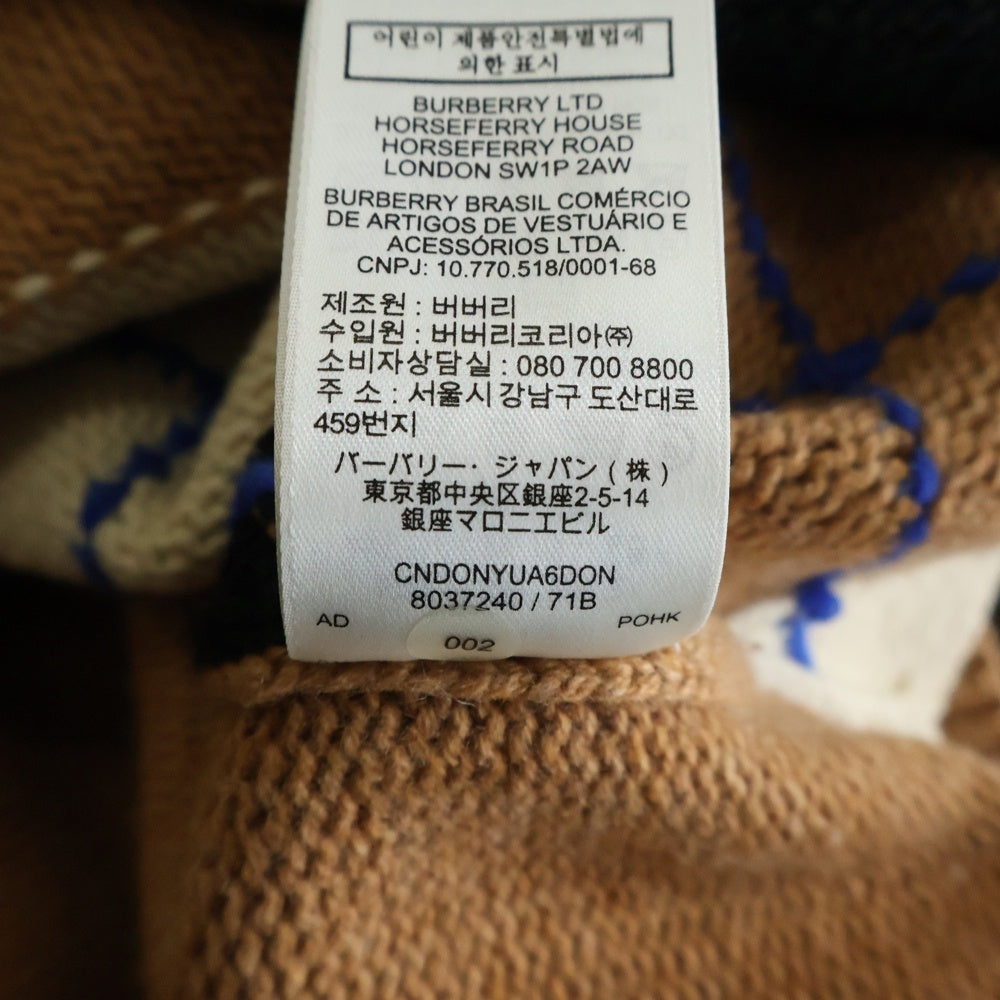 어린이 제품안전특별법에
의한 표시
BURBERRY LTD
HORSEFERRY HOUSE
HORSEFERRY ROAD
LONDON SW1P 2AW
BURBERRY BRASIL COMÉRCIO
DE ARTIGOS DE VESTUÁRIO E
ACESSÓRIOS LTDA.
CNPJ: 10.770.518/0001-68
제조원 : 버버리
수입원 : 버버리코리아㈜
소비자상담실 : 080 700 8800
주 소 : 서울시 강남구 도산대로
459번지
バーバリー・ジャパン ( 株 )
東京都中央区銀座2-5-14
銀座マロニエビル
CNDONYUA6DON
8037240 / 71B
AD
POHK
002